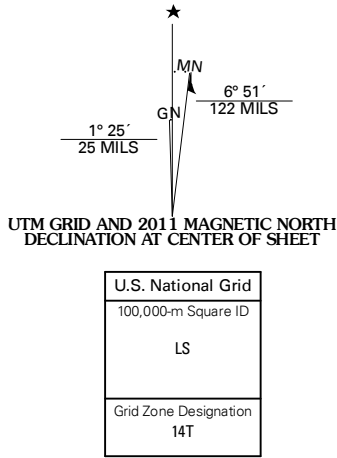 ★
MN
GN
6° 51´
122 MILS
1° 25´
25 MILS
UTM GRID AND 2011 MAGNETIC NORTH
DECLINATION AT CENTER OF SHEET
U.S. National Grid
100,000-m Square ID
LS
Grid Zone Designation
14T